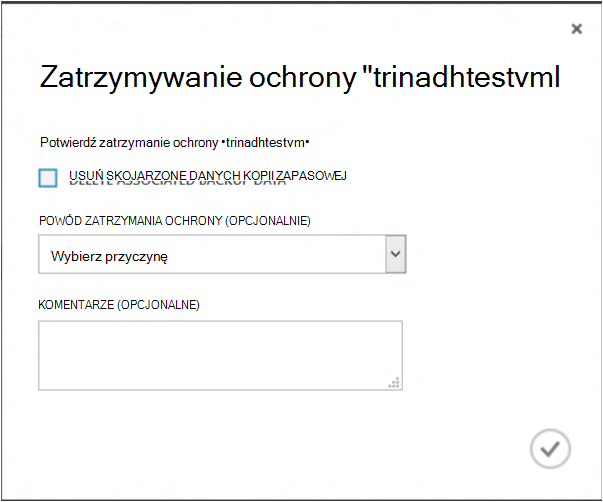 Zatrzymywanie ochrony "trinadhtestvml
Potwierdź zatrzymanie ochrony •trinadhtestvm•
USUŃ SKOJARZONE DANYCH KOPII ZAPASOWEJ
DELETE ASSOCIATED BACKUP DATA
POWÓD ZATRZYMANIA OCHRONY (OPCJONALNIE)
Wybierz przyczynę
KOMENTARZE (OPCJONALNE)